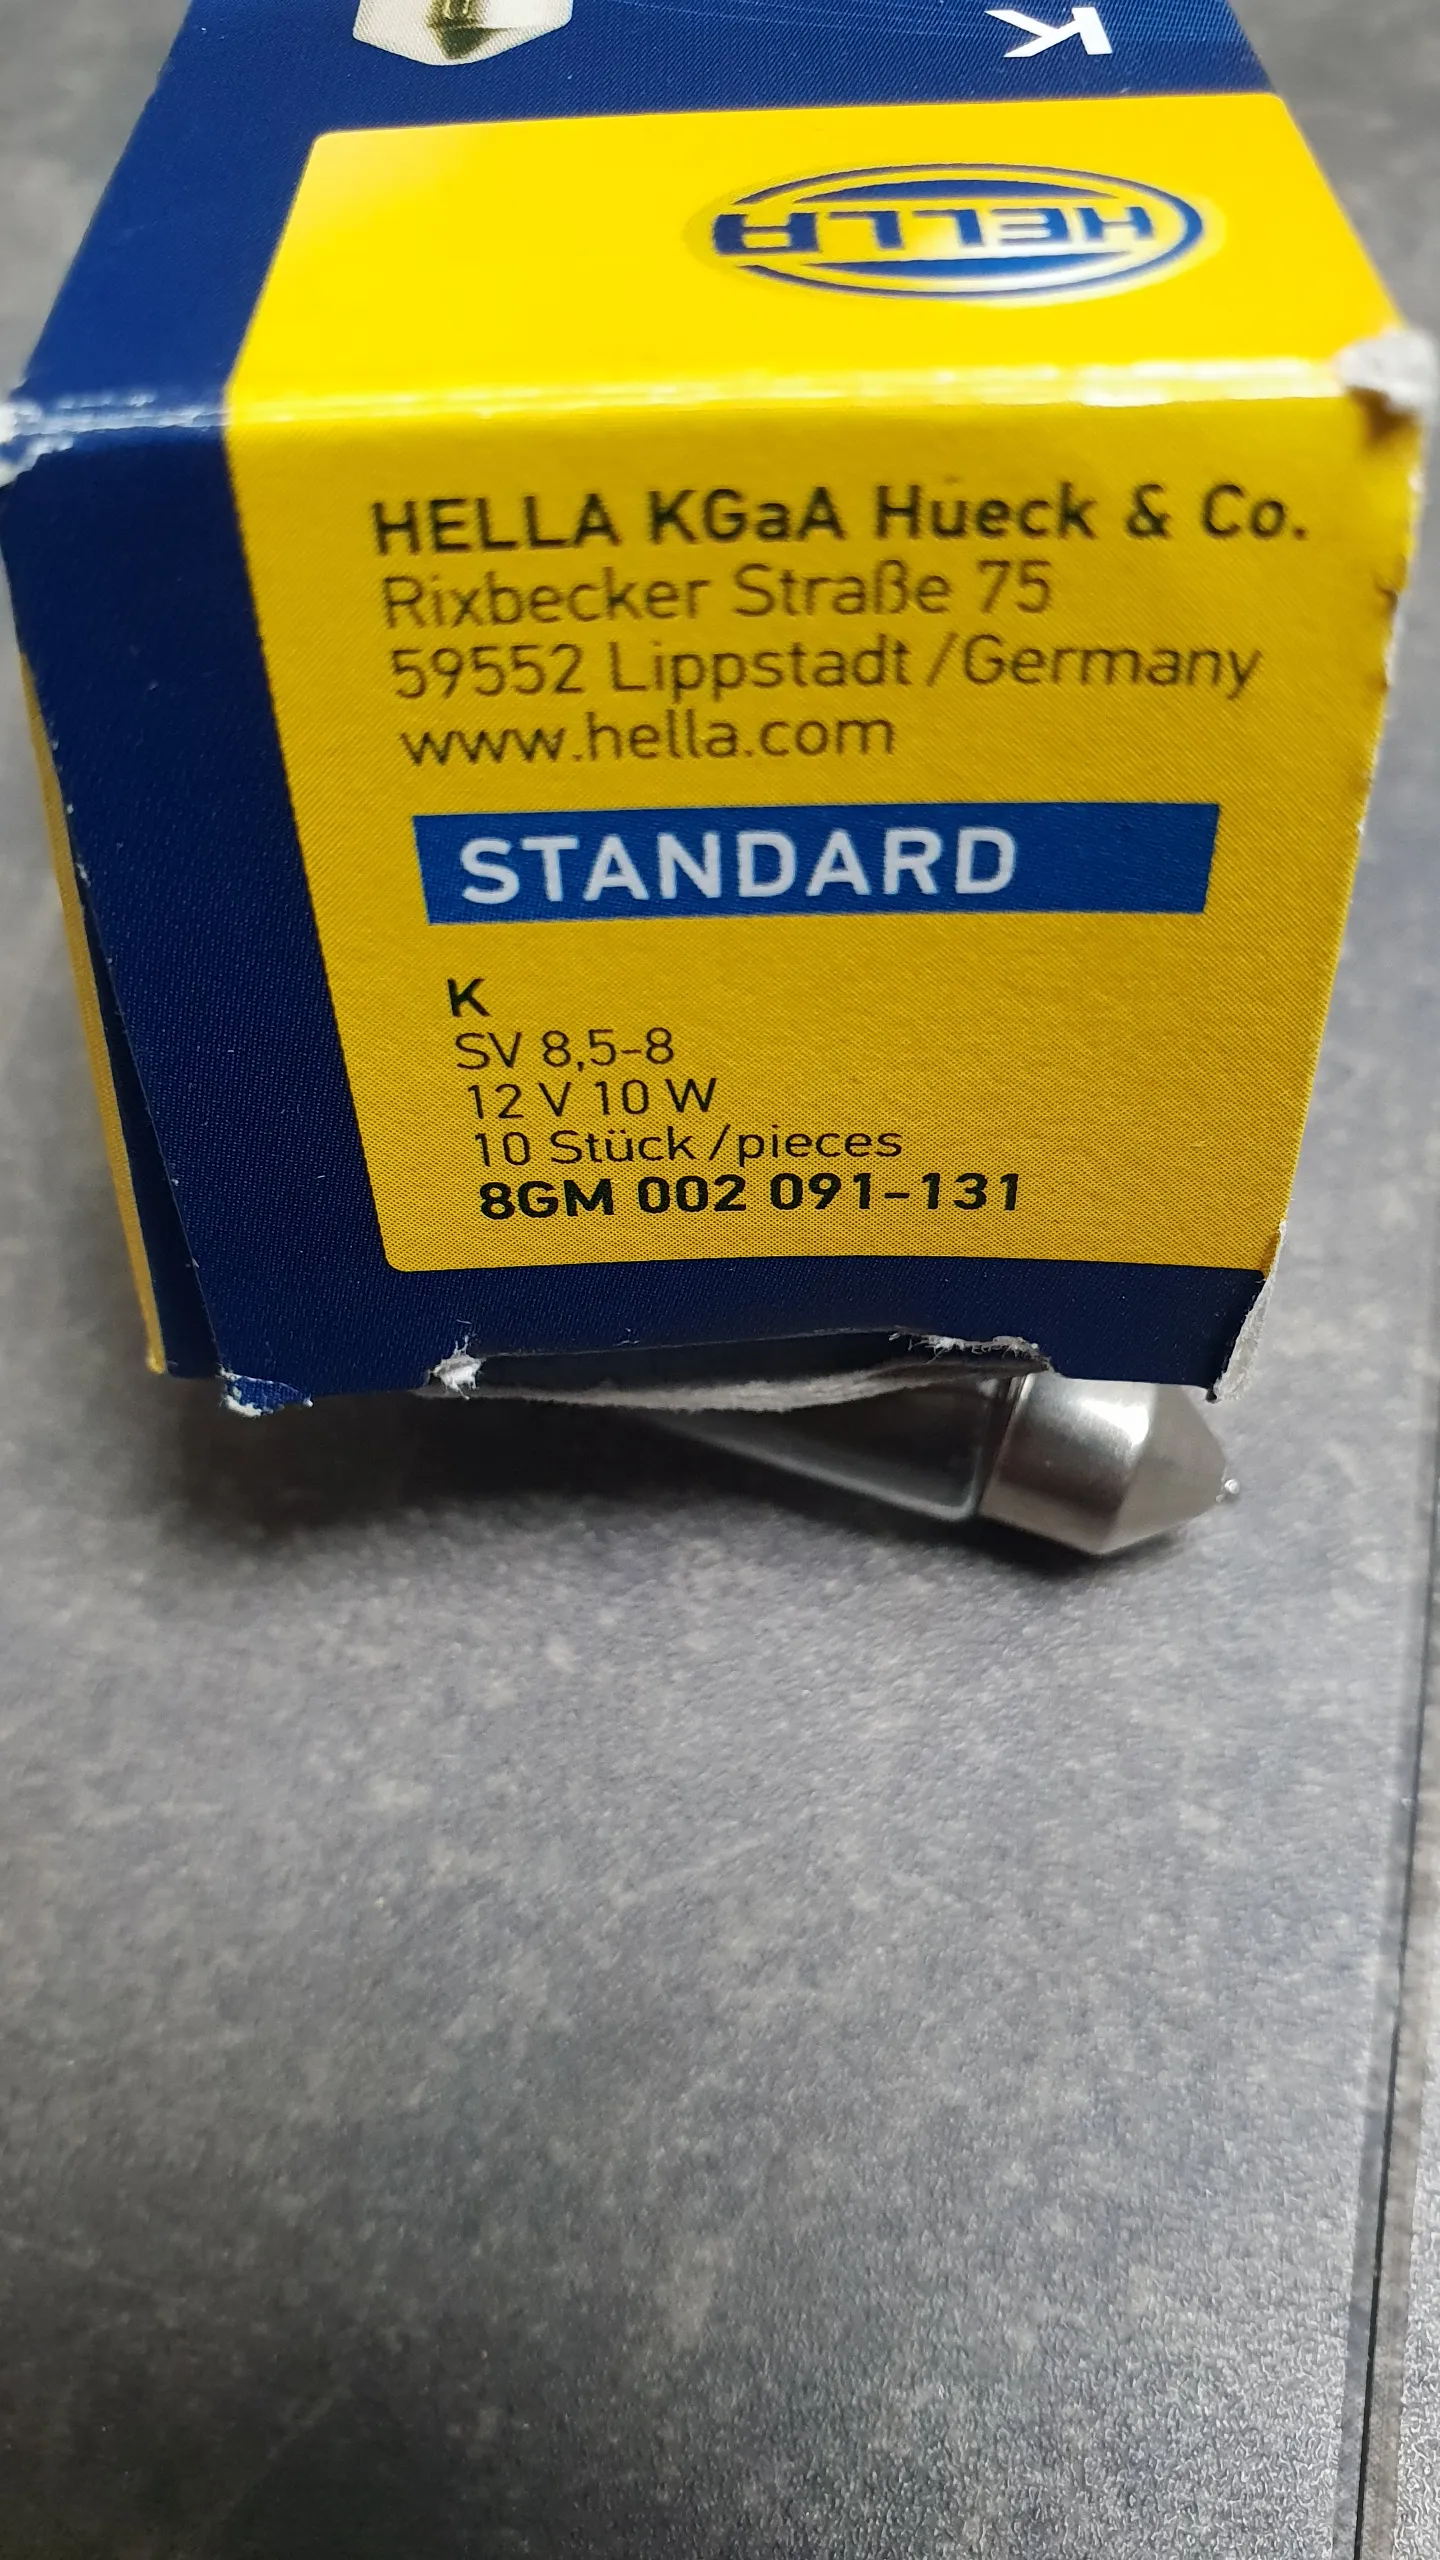 K
HELLA
HELLA KGaA Hueck & Co.
Rixbecker Straße 75
59552 Lippstadt/Germany
www.hella.com
STANDARD
K
SV 8,5-8
12 V 10 W
10 Stück/pieces
8GM 002 091-131